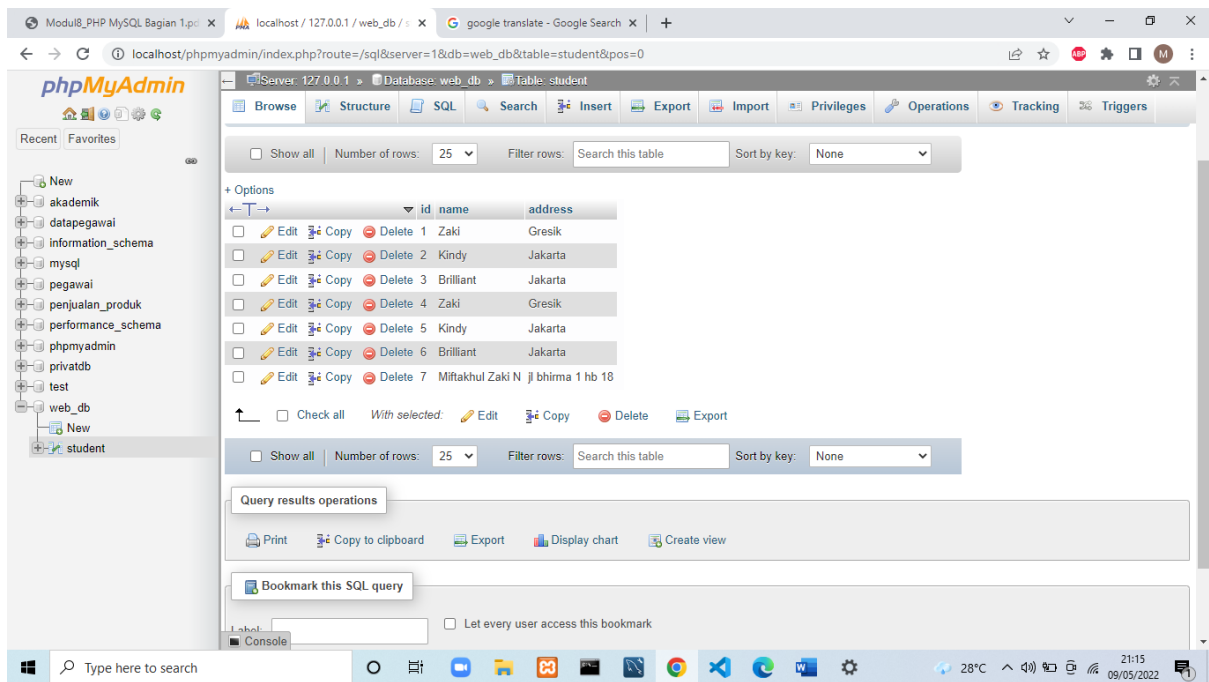 Modul8_PHP MySQL Bagian 1.pd
localhost / 127.0.0.1 / web_db / s
google translate - Google Search
localhost/phpmyadmin/index.php?route=/sql&server=1&db=web_db&table=student&pos=0
ABP
M
phpMyAdmin
Recent Favorites
New
akademik
datapegawai
information_schema
mysql
pegawai
penjualan_produk
performance_schema
phpmyadmin
privatdb
test
web_db
New
student
Server: 127.0.0.1 » Database: web_db » Table: student
Browse Structure SQL Search Insert Export Import Privileges Operations Tracking Triggers
Show all | Number of rows: 25 Filter rows: Search this table Sort by key: None
+ Options
←T→ id name address
Edit Copy Delete 1 Zaki Gresik
Edit Copy Delete 2 Kindy Jakarta
Edit Copy Delete 3 Brilliant Jakarta
Edit Copy Delete 4 Zaki Gresik
Edit Copy Delete 5 Kindy Jakarta
Edit Copy Delete 6 Brilliant Jakarta
Edit Copy Delete 7 Miftakhul Zaki N jl bhirma 1 hb 18
Check all With selected: Edit Copy Delete Export
Show all | Number of rows: 25 Filter rows: Search this table Sort by key: None
Query results operations
Print Copy to clipboard Export Display chart Create view
Bookmark this SQL query
Label: Let every user access this bookmark
Console
Type here to search
28°C
21:15
09/05/2022